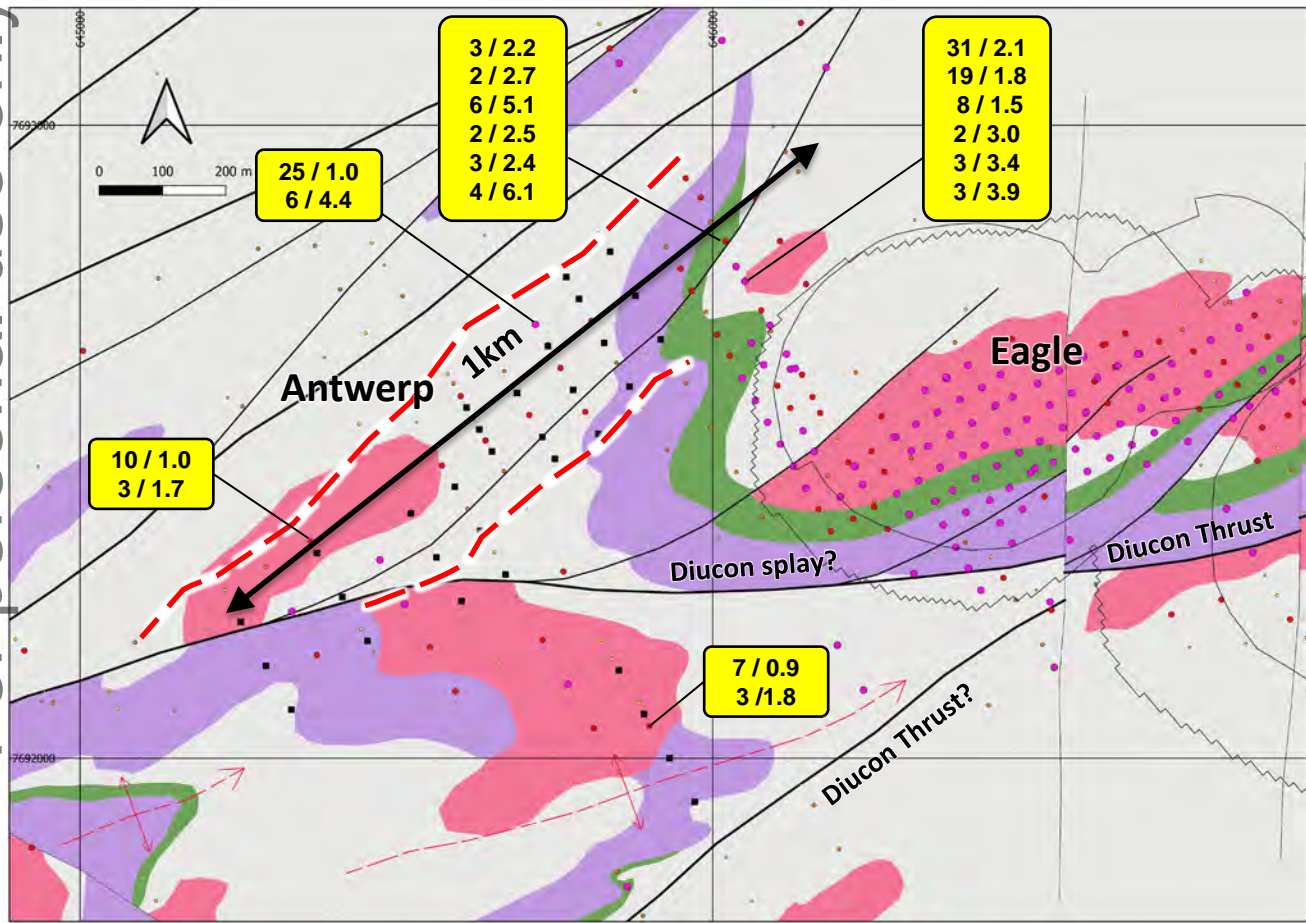 645000
646000
3 / 2.2
2 / 2.7
6 / 5.1
2 / 2.5
3 / 2.4
4 / 6.1
31 / 2.1
19 / 1.8
8 / 1.5
2 / 3.0
3 / 3.4
3 / 3.9
7693000
0 100 200 m
25 / 1.0
6 / 4.4
1km
Antwerp
Eagle
10 / 1.0
3 / 1.7
Diucon splay?
Diucon Thrust
7 / 0.9
3 /1.8
Diucon Thrust?
7692000